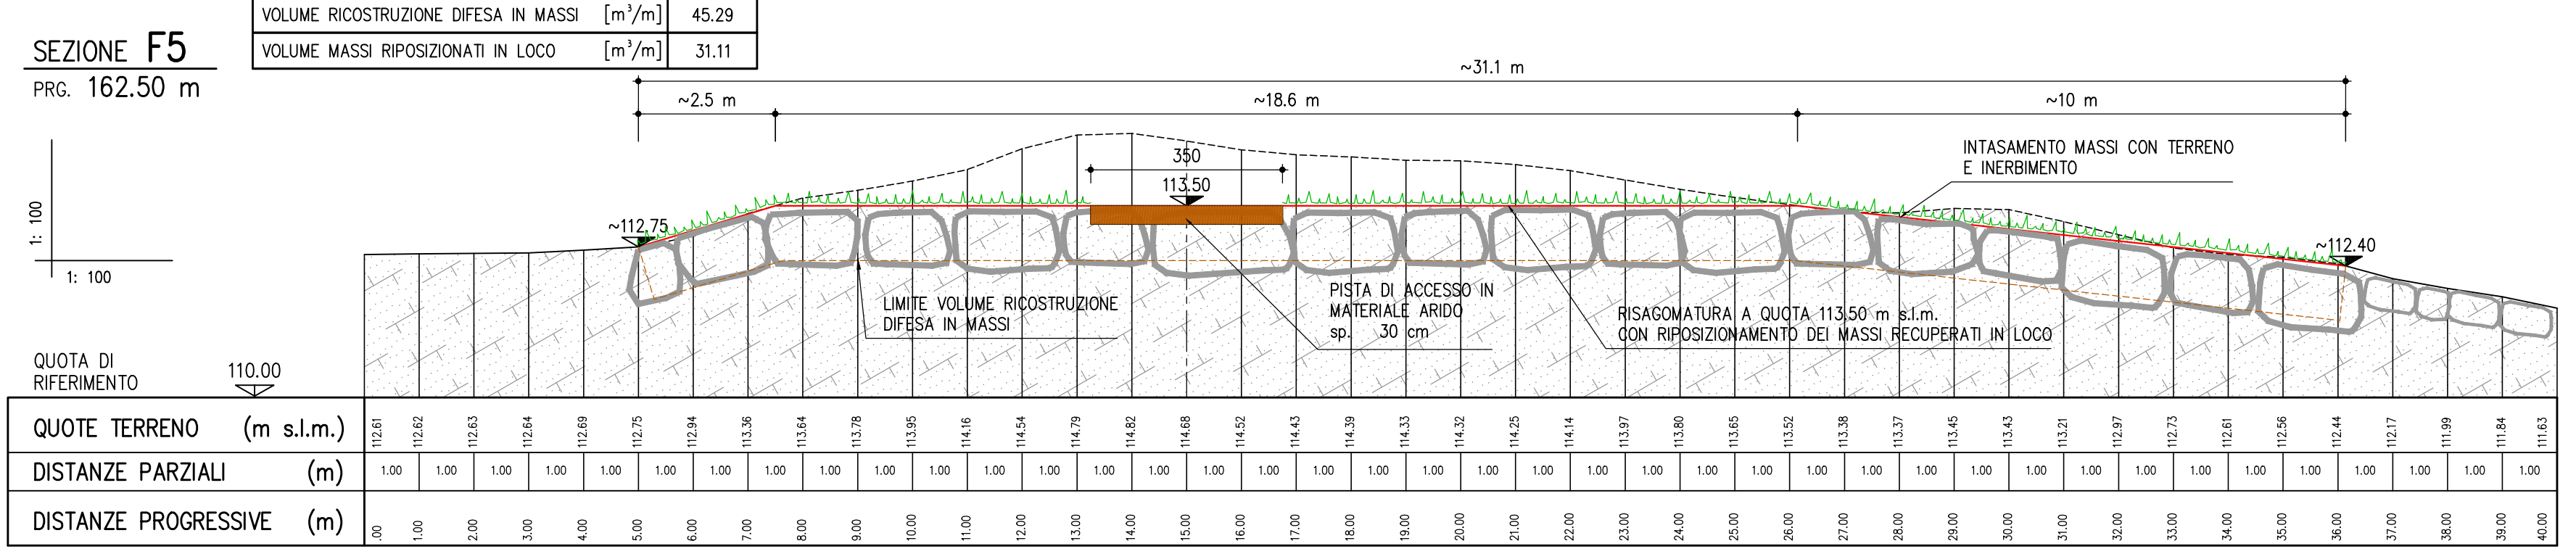 VOLUME RICOSTRUZIONE DIFESA IN MASSI [m³/m] 45.29
VOLUME MASSI RIPOSIZIONATI IN LOCO [m³/m] 31.11
SEZIONE F5
PRG. 162.50 m
~31.1 m
~2.5 m ~18.6 m ~10 m
1: 100
1: 100
350
113.50
~112.75
~112.40
INTASAMENTO MASSI CON TERRENO
E INERBIMENTO
LIMITE VOLUME RICOSTRUZIONE
DIFESA IN MASSI
PISTA DI ACCESSO IN
MATERIALE ARIDO
sp. 30 cm
RISAGOMATURA A QUOTA 113.50 m s.l.m.
CON RIPOSIZIONAMENTO DEI MASSI RECUPERATI IN LOCO
QUOTA DI
RIFERIMENTO
110.00
QUOTE TERRENO (m s.l.m.) 112.61 112.62 112.63 112.64 112.69 112.75 112.94 113.36 113.64 113.78 113.95 114.16 114.54 114.79 114.82 114.68 114.52 114.43 114.39 114.33 114.32 114.25 114.14 113.97 113.80 113.65 113.52 113.38 113.37 113.45 113.43 113.21 112.97 112.73 112.61 112.56 112.44 112.17 111.99 111.84 111.63
DISTANZE PARZIALI (m) 1.00 1.00 1.00 1.00 1.00 1.00 1.00 1.00 1.00 1.00 1.00 1.00 1.00 1.00 1.00 1.00 1.00 1.00 1.00 1.00 1.00 1.00 1.00 1.00 1.00 1.00 1.00 1.00 1.00 1.00 1.00 1.00 1.00 1.00 1.00 1.00 1.00 1.00 1.00 1.00
DISTANZE PROGRESSIVE (m) .00 1.00 2.00 3.00 4.00 5.00 6.00 7.00 8.00 9.00 10.00 11.00 12.00 13.00 14.00 15.00 16.00 17.00 18.00 19.00 20.00 21.00 22.00 23.00 24.00 25.00 26.00 27.00 28.00 29.00 30.00 31.00 32.00 33.00 34.00 35.00 36.00 37.00 38.00 39.00 40.00